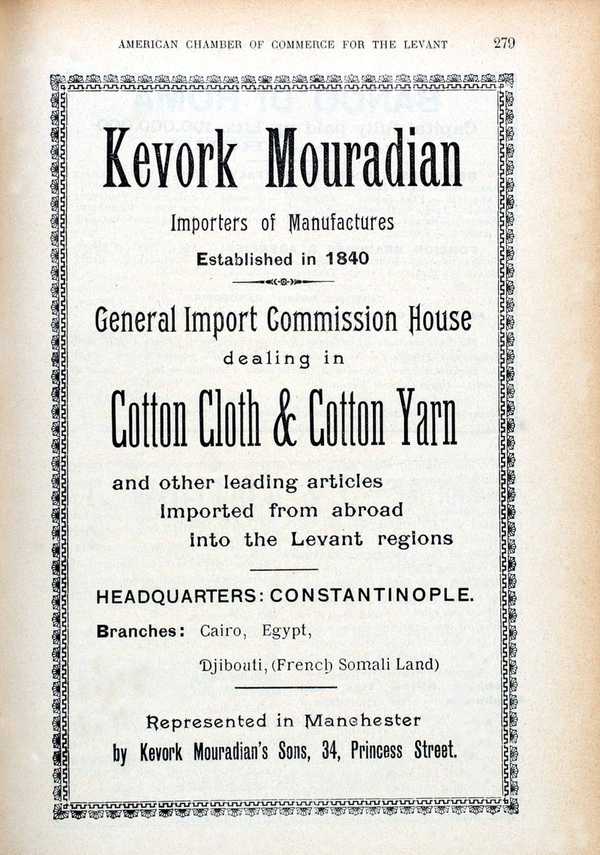 AMERICAN CHAMBER OF COMMERCE FOR THE LEVANT 279
Kevork Mouradian
Importers of Manufactures
Established in 1840
General Import Commission House
dealing in
Cotton Cloth & Cotton Yarn
and other leading articles
imported from abroad
into the Levant regions
HEADQUARTERS: CONSTANTINOPLE.
Branches: Cairo, Egypt,
Djibouti, (French Somali Land)
Represented in Manchester
by Kevork Mouradian's Sons, 34, Princess Street.